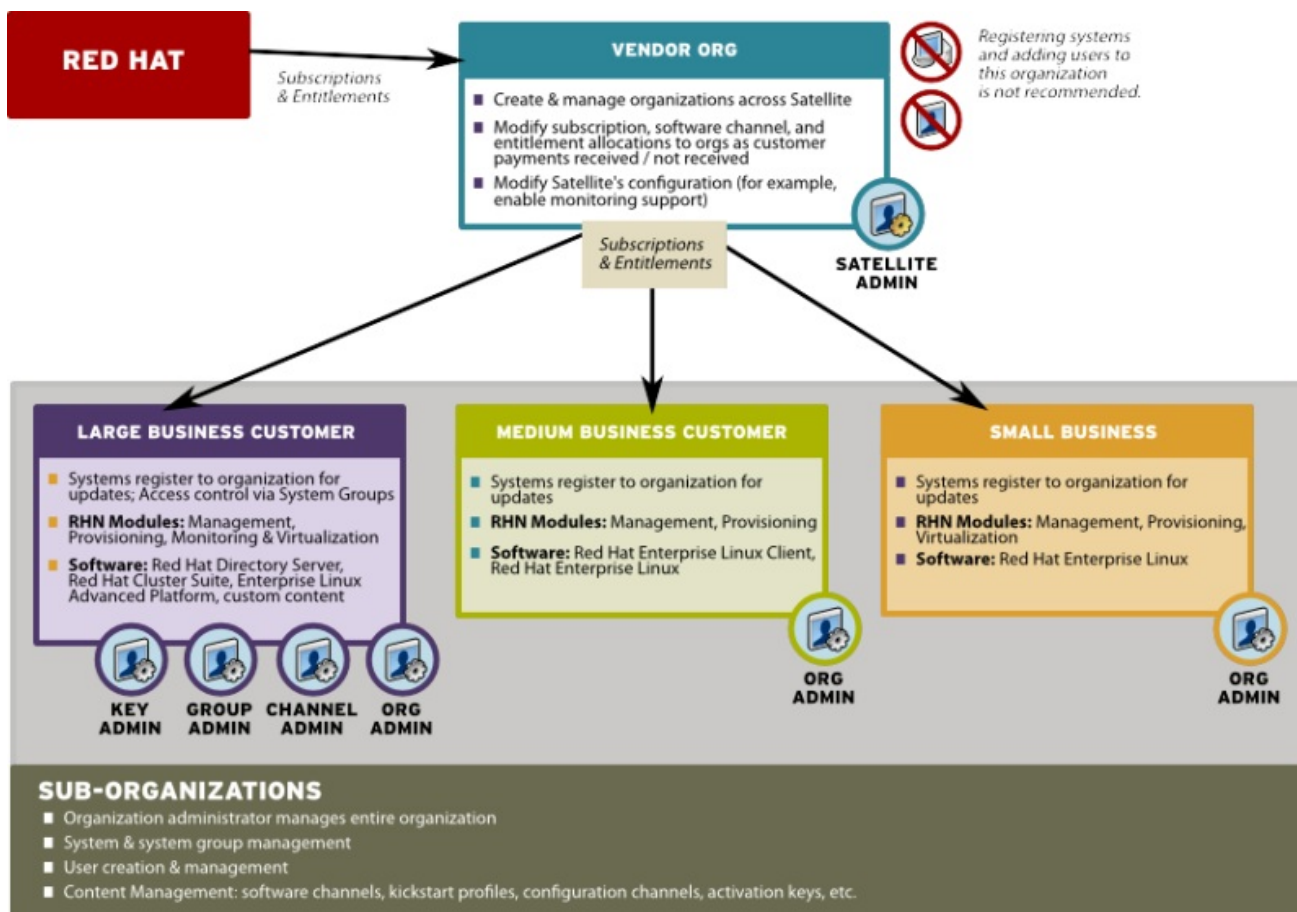 RED HAT
Subscriptions
& Entitlements
VENDOR ORG
■ Create & manage organizations across Satellite
■ Modify subscription, software channel, and
entitlement allocations to orgs as customer
payments received / not received
■ Modify Satellite's configuration (for example,
enable monitoring support)
Registering systems
and adding users to
this organization
is not recommended.
SATELLITE
ADMIN
Subscriptions
& Entitlements
LARGE BUSINESS CUSTOMER
■ Systems register to organization for
updates; Access control via System Groups
■ RHN Modules: Management,
Provisioning, Monitoring & Virtualization
■ Software: Red Hat Directory Server,
Red Hat Cluster Suite, Enterprise Linux
Advanced Platform, custom content
KEY
ADMIN
GROUP
ADMIN
CHANNEL
ADMIN
ORG
ADMIN
MEDIUM BUSINESS CUSTOMER
■ Systems register to organization for
updates
■ RHN Modules: Management, Provisioning
■ Software: Red Hat Enterprise Linux Client,
Red Hat Enterprise Linux
ORG
ADMIN
SMALL BUSINESS
■ Systems register to organization for
updates
■ RHN Modules: Management, Provisioning,
Virtualization
■ Software: Red Hat Enterprise Linux
ORG
ADMIN
SUB-ORGANIZATIONS
■ Organization administrator manages entire organization
■ System & system group management
■ User creation & management
■ Content Management: software channels, kickstart profiles, configuration channels, activation keys, etc.